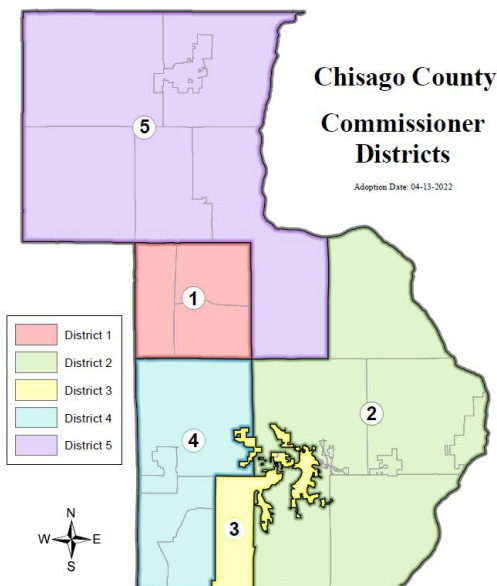 Chisago County
Commissioner
Districts
Adoption Date: 04-13-2022
5
1
2
4
3
District 1
District 2
District 3
District 4
District 5
N
W E
S